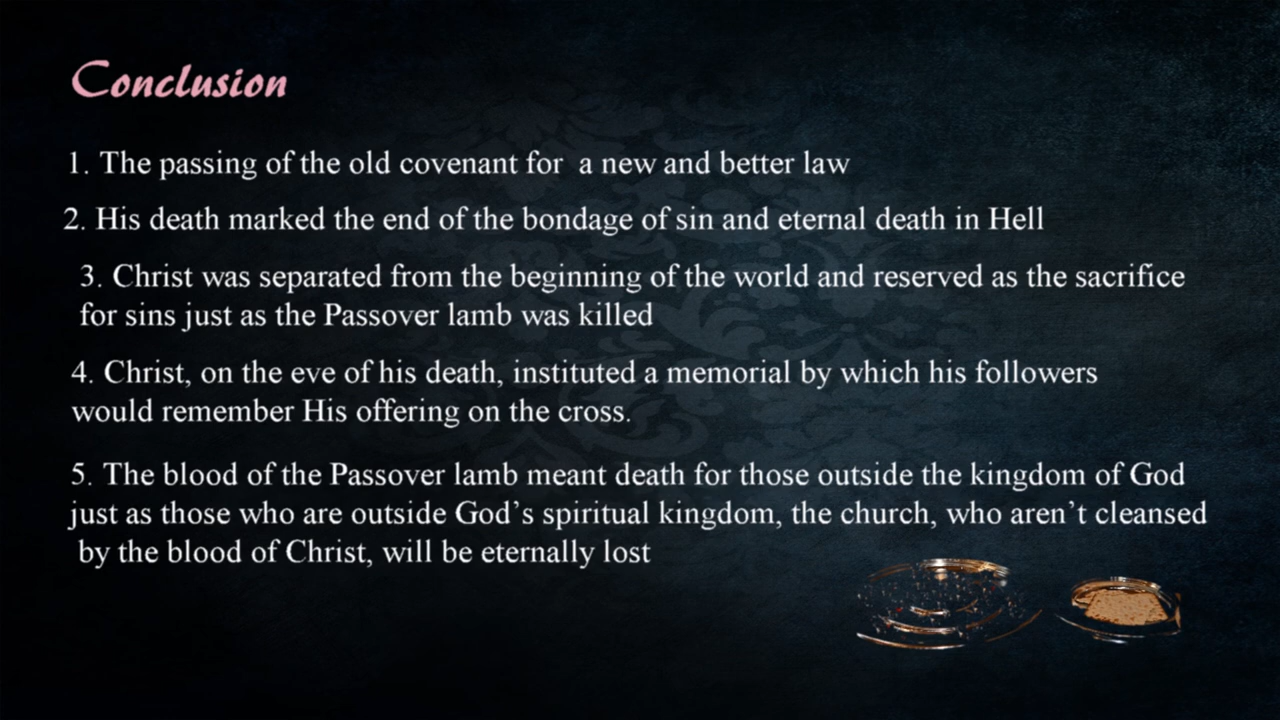 Conclusion
1. The passing of the old covenant for  a new and better law
2. His death marked the end of the bondage of sin and eternal death in Hell
3. Christ was separated from the beginning of the world and reserved as the sacrifice
for sins just as the Passover lamb was killed
4. Christ, on the eve of his death, instituted a memorial by which his followers
would remember His offering on the cross.
5. The blood of the Passover lamb meant death for those outside the kingdom of God
just as those who are outside God’s spiritual kingdom, the church, who aren’t cleansed
by the blood of Christ, will be eternally lost